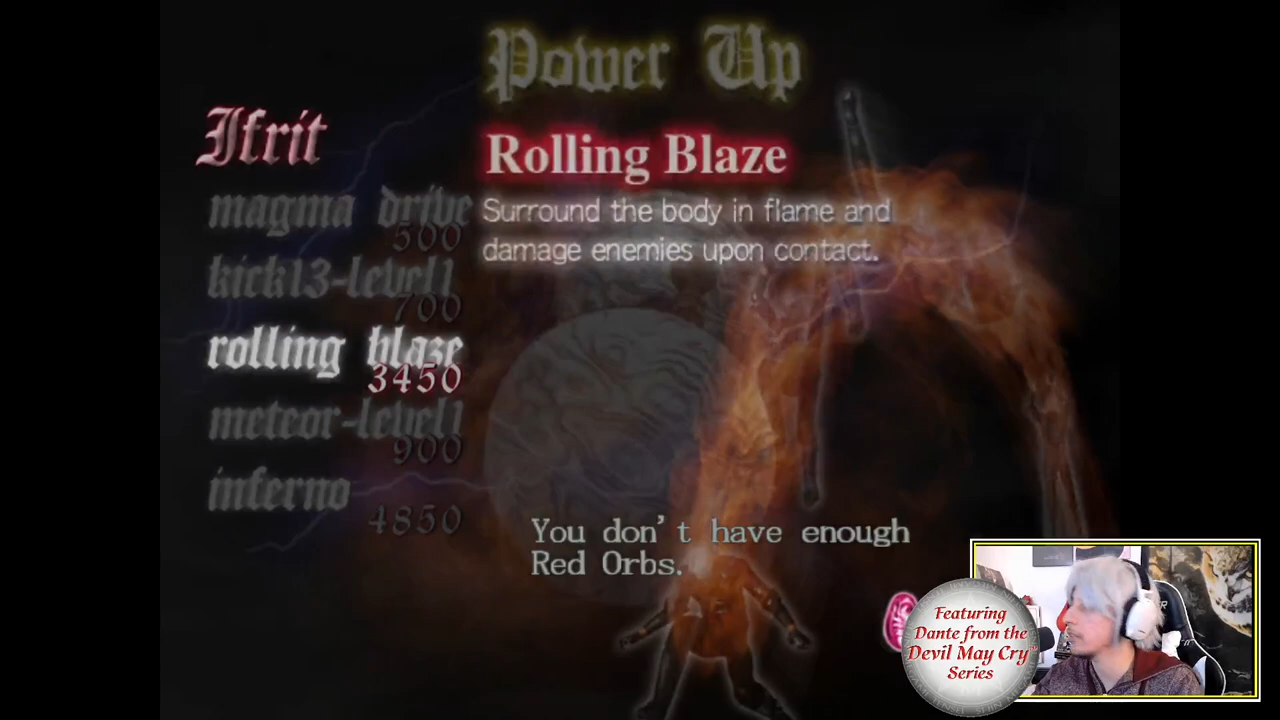 Power Up
Ifrit
Rolling Blaze
magma drive
500
Surround the body in flame and
damage enemies upon contact.
kick13-level1
700
rolling blaze
3450
meteor-level1
900
inferno
4850
You don't have enough
Red Orbs.
Featuring
Dante from the
Devil May Cry™
Series